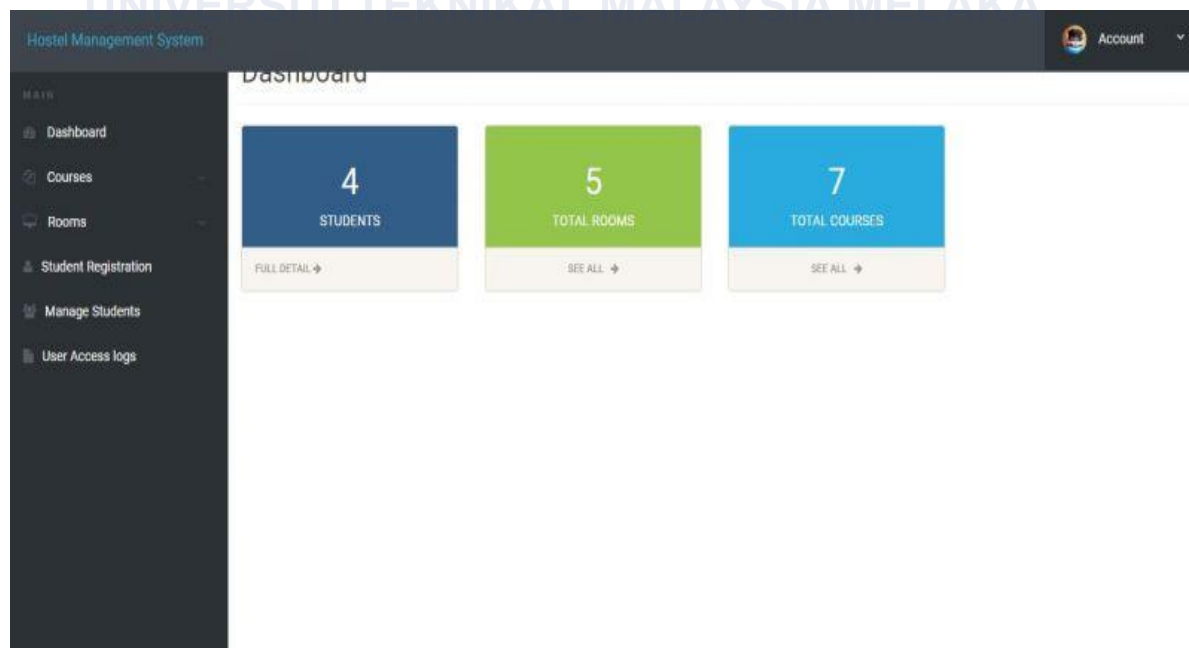 UNIVERSITI TEKNIKAL MALAYSIA MELAKA
Hostel Management System
Account
Dashboard
MAIN
Dashboard
Courses
Rooms
Student Registration
Manage Students
User Access logs
4
STUDENTS
FULL DETAIL
5
TOTAL ROOMS
SEE ALL
7
TOTAL COURSES
SEE ALL